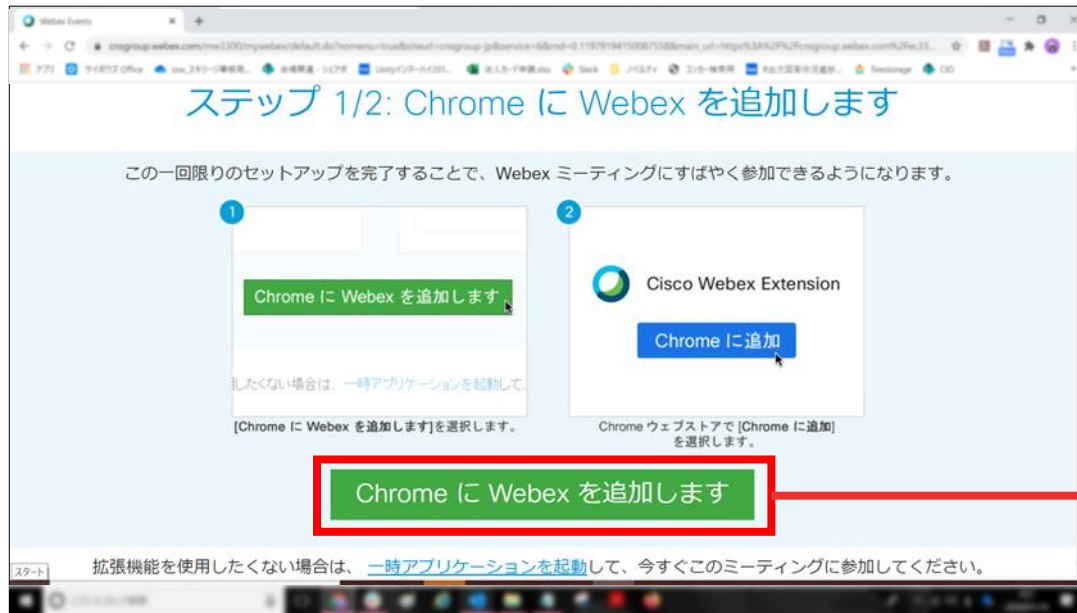 Webex Events
ステップ 1/2: Chrome に Webex を追加します
この一回限りのセットアップを完了することで、Webex ミーティングにすばやく参加できるようになります。
1
Chrome に Webex を追加します
したくない場合は、一時アプリケーションを起動して、
[Chrome に Webex を追加します]を選択します。
2
Cisco Webex Extension
Chrome に追加
Chrome ウェブストアで [Chrome に追加]
を選択します。
Chrome に Webex を追加します
拡張機能を使用したくない場合は、 一時アプリケーションを起動して、今すぐこのミーティングに参加してください。
スタート